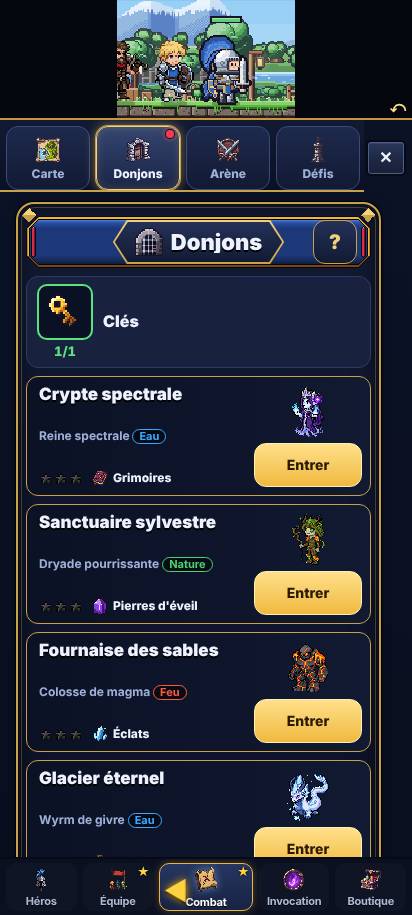 Carte
Donjons
Arène
Défis
×
Donjons
?
Clés
1/1
Crypte spectrale
Reine spectrale Eau
Entrer
Grimoires
Sanctuaire sylvestre
Dryade pourrissante Nature
Entrer
Pierres d'éveil
Fournaise des sables
Colosse de magma Feu
Entrer
Éclats
Glacier éternel
Wyrm de givre Eau
Entrer
Héros
Équipe
Combat
Invocation
Boutique